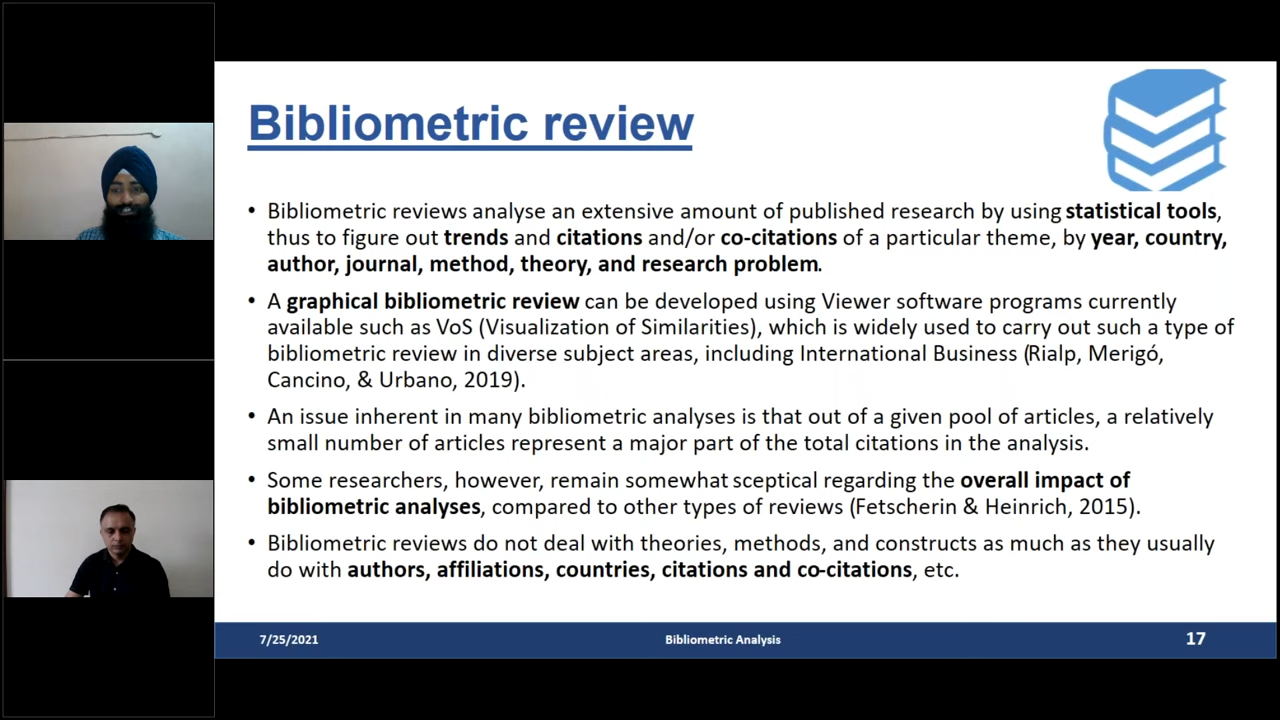 Bibliometric review
• Bibliometric reviews analyse an extensive amount of published research by using statistical tools,
thus to figure out trends and citations and/or co-citations of a particular theme, by year, country,
author, journal, method, theory, and research problem.
• A graphical bibliometric review can be developed using Viewer software programs currently
available such as VoS (Visualization of Similarities), which is widely used to carry out such a type of
bibliometric review in diverse subject areas, including International Business (Rialp, Merigó,
Cancino, & Urbano, 2019).
• An issue inherent in many bibliometric analyses is that out of a given pool of articles, a relatively
small number of articles represent a major part of the total citations in the analysis.
• Some researchers, however, remain somewhat sceptical regarding the overall impact of
bibliometric analyses, compared to other types of reviews (Fetscherin & Heinrich, 2015).
• Bibliometric reviews do not deal with theories, methods, and constructs as much as they usually
do with authors, affiliations, countries, citations and co-citations, etc.
7/25/2021
Bibliometric Analysis
17